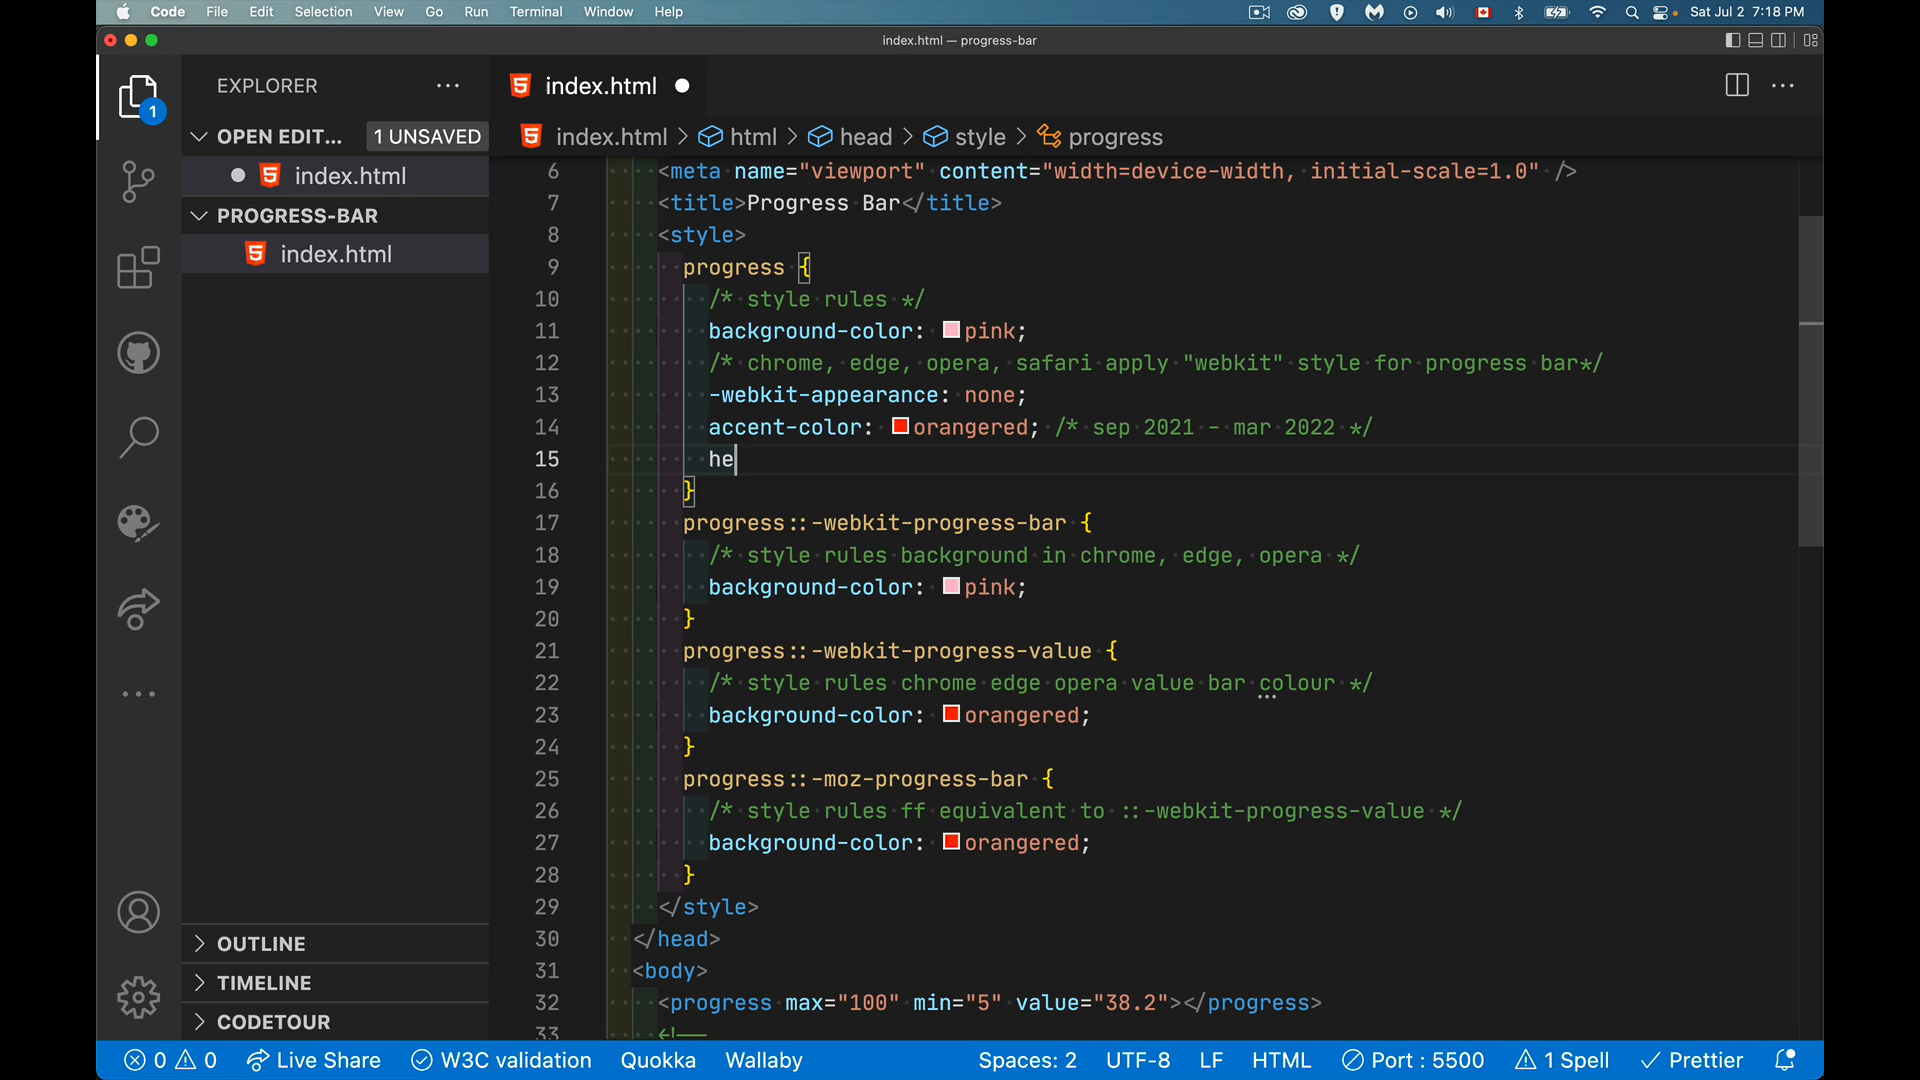 Code File Edit Selection View Go Run Terminal Window Help Sat Jul 2 7:18 PM
index.html — progress-bar
EXPLORER
index.html
OPEN EDIT... 1 UNSAVED
index.html
PROGRESS-BAR
index.html
1
index.html > html > head > style > progress
6 <meta name="viewport" content="width=device-width, initial-scale=1.0" />
7 <title>Progress Bar</title>
8 <style>
9 progress {
10 /* style rules */
11 background-color: pink;
12 /* chrome, edge, opera, safari apply "webkit" style for progress bar*/
13 -webkit-appearance: none;
14 accent-color: orangered; /* sep 2021 - mar 2022 */
15 he
16 }
17 progress::-webkit-progress-bar {
18 /* style rules background in chrome, edge, opera */
19 background-color: pink;
20 }
21 progress::-webkit-progress-value {
22 /* style rules chrome edge opera value bar colour */
23 background-color: orangered;
24 }
25 progress::-moz-progress-bar {
26 /* style rules ff equivalent to ::-webkit-progress-value */
27 background-color: orangered;
28 }
29 </style>
30 </head>
31 <body>
32 <progress max="100" min="5" value="38.2"></progress>
33 <!--
OUTLINE
TIMELINE
CODETOUR
0 0 Live Share W3C validation Quokka Wallaby Spaces: 2 UTF-8 LF HTML Port : 5500 1 Spell Prettier